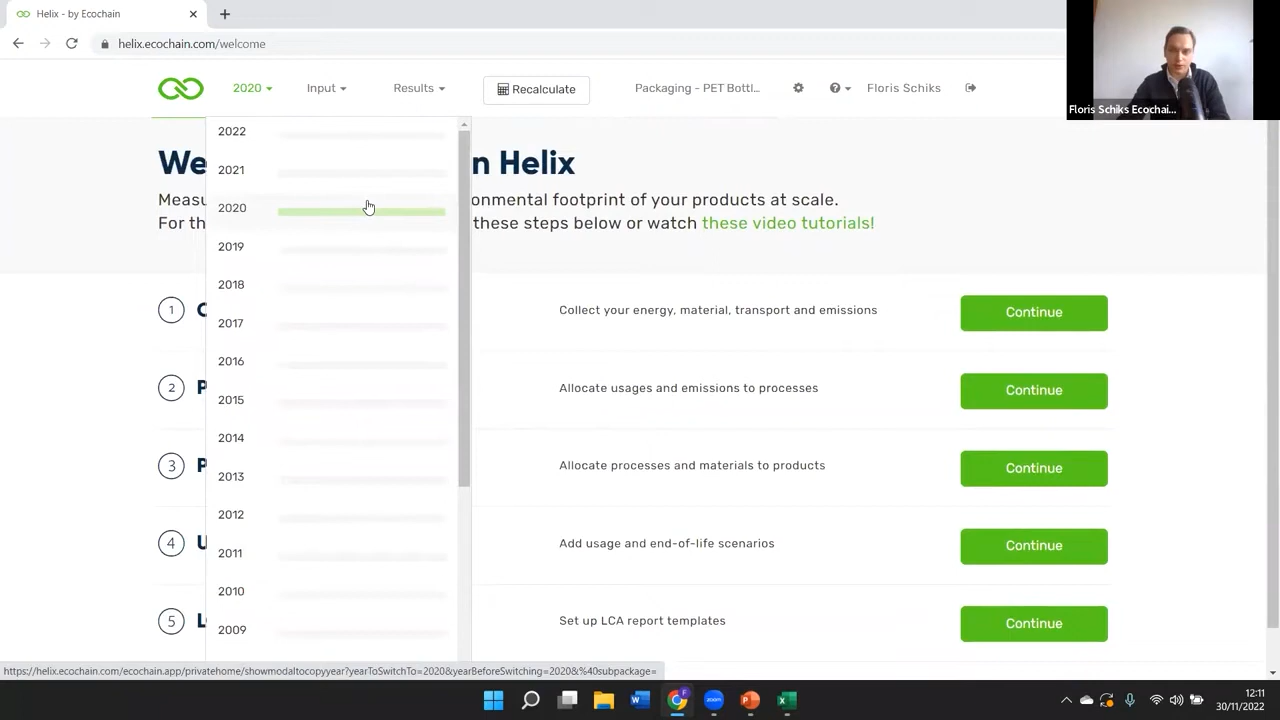 Helix - by Ecochain
helix.ecochain.com/welcome
2020 Input Results Recalculate Packaging - PET Bottl... Floris Schiks
Floris Schiks Ecochai...
We n Helix
Measu onmental footprint of your products at scale.
For th these steps below or watch these video tutorials!
2022
2021
2020
2019
2018
2017
2016
2015
2014
2013
2012
2011
2010
2009
1 Collect your energy, material, transport and emissions Continue
2 P Allocate usages and emissions to processes Continue
3 P Allocate processes and materials to products Continue
4 U Add usage and end-of-life scenarios Continue
5 L Set up LCA report templates Continue
https://helix.ecochain.com/ecochain.app/privatehome/showmodaltocopyyear?yearToSwitchTo=2020&yearBeforeSwitching=2020&%40subpackage=
12:11
30/11/2022